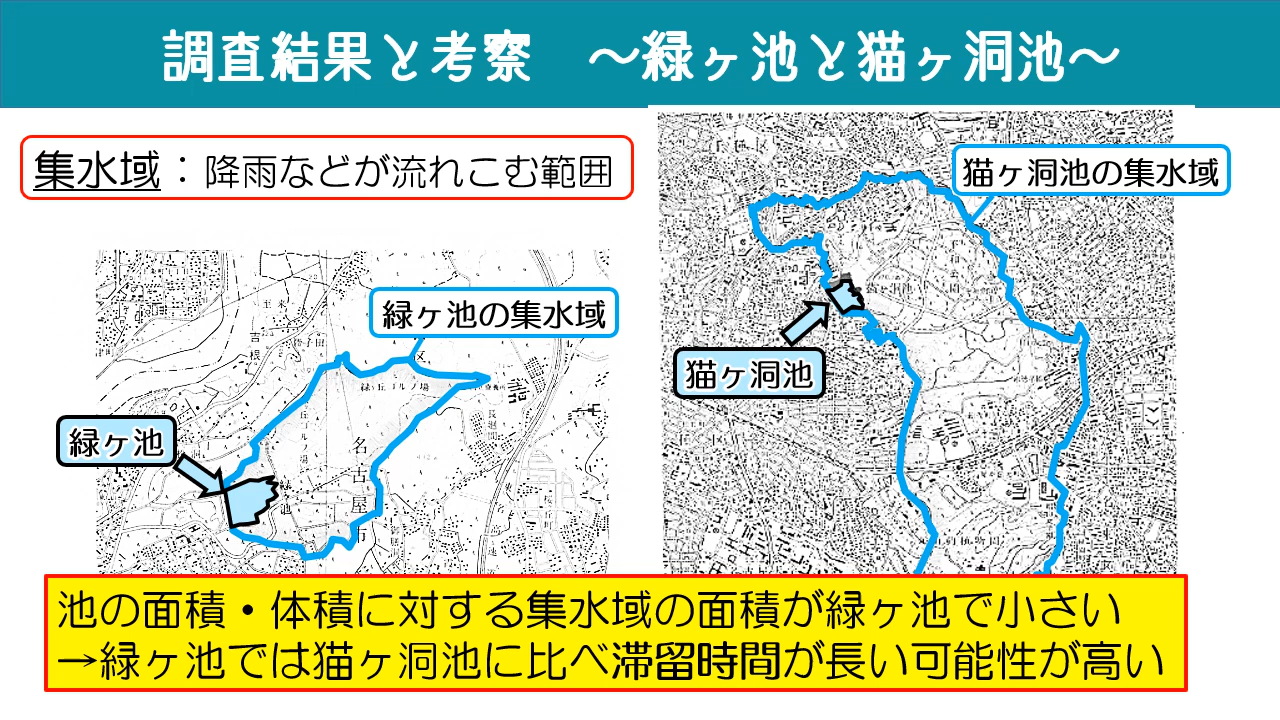 調査結果と考察　～緑ヶ池と猫ヶ洞池～
集水域：降雨などが流れこむ範囲
猫ヶ洞池の集水域
緑ヶ池の集水域
猫ヶ洞池
緑ヶ池
名古屋市
池の面積・体積に対する集水域の面積が緑ヶ池で小さい
→緑ヶ池では猫ヶ洞池に比べ滞留時間が長い可能性が高い